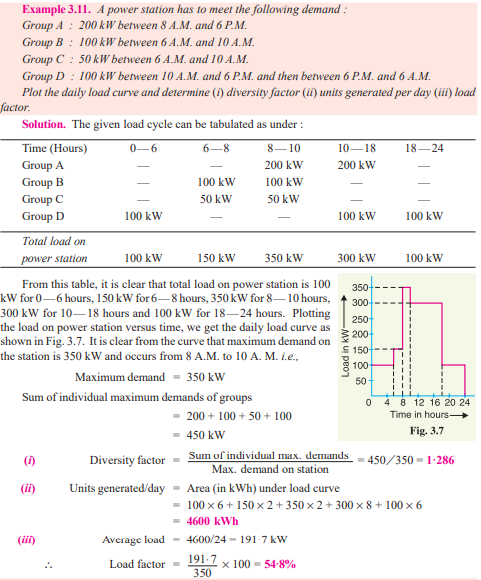 Example 3.11. A power station has to meet the following demand :
Group A : 200 kW between 8 A.M. and 6 P.M.
Group B : 100 kW between 6 A.M. and 10 A.M.
Group C : 50 kW between 6 A.M. and 10 A.M.
Group D : 100 kW between 10 A.M. and 6 P.M. and then between 6 P.M. and 6 A.M.
Plot the daily load curve and determine (i) diversity factor (ii) units generated per day (iii) load
factor.
Solution. The given load cycle can be tabulated as under :
Time (Hours) 0—6 6—8 8—10 10—18 18—24
Group A — — 200 kW 200 kW —
Group B — 100 kW 100 kW — —
Group C — 50 kW 50 kW — —
Group D 100 kW — — 100 kW 100 kW
Total load on
power station 100 kW 150 kW 350 kW 300 kW 100 kW
From this table, it is clear that total load on power station is 100
kW for 0—6 hours, 150 kW for 6—8 hours, 350 kW for 8—10 hours,
300 kW for 10—18 hours and 100 kW for 18—24 hours. Plotting
the load on power station versus time, we get the daily load curve as
shown in Fig. 3.7. It is clear from the curve that maximum demand on
the station is 350 kW and occurs from 8 A.M. to 10 A. M. i.e.,
Maximum demand = 350 kW
Sum of individual maximum demands of groups
= 200 + 100 + 50 + 100
= 450 kW
350
300
250
200
150
100
50
Load in kW
0 4 8 12 16 20 24
Time in hours
Fig. 3.7
(i) Diversity factor = Sum of individual max. demands / Max. demand on station = 450/350 = 1·286
(ii) Units generated/day = Area (in kWh) under load curve
= 100 × 6 + 150 × 2 + 350 × 2 + 300 × 8 + 100 × 6
= 4600 kWh
(iii) Average load = 4600/24 = 191·7 kW
∴ Load factor = 191·7 / 350 × 100 = 54·8%